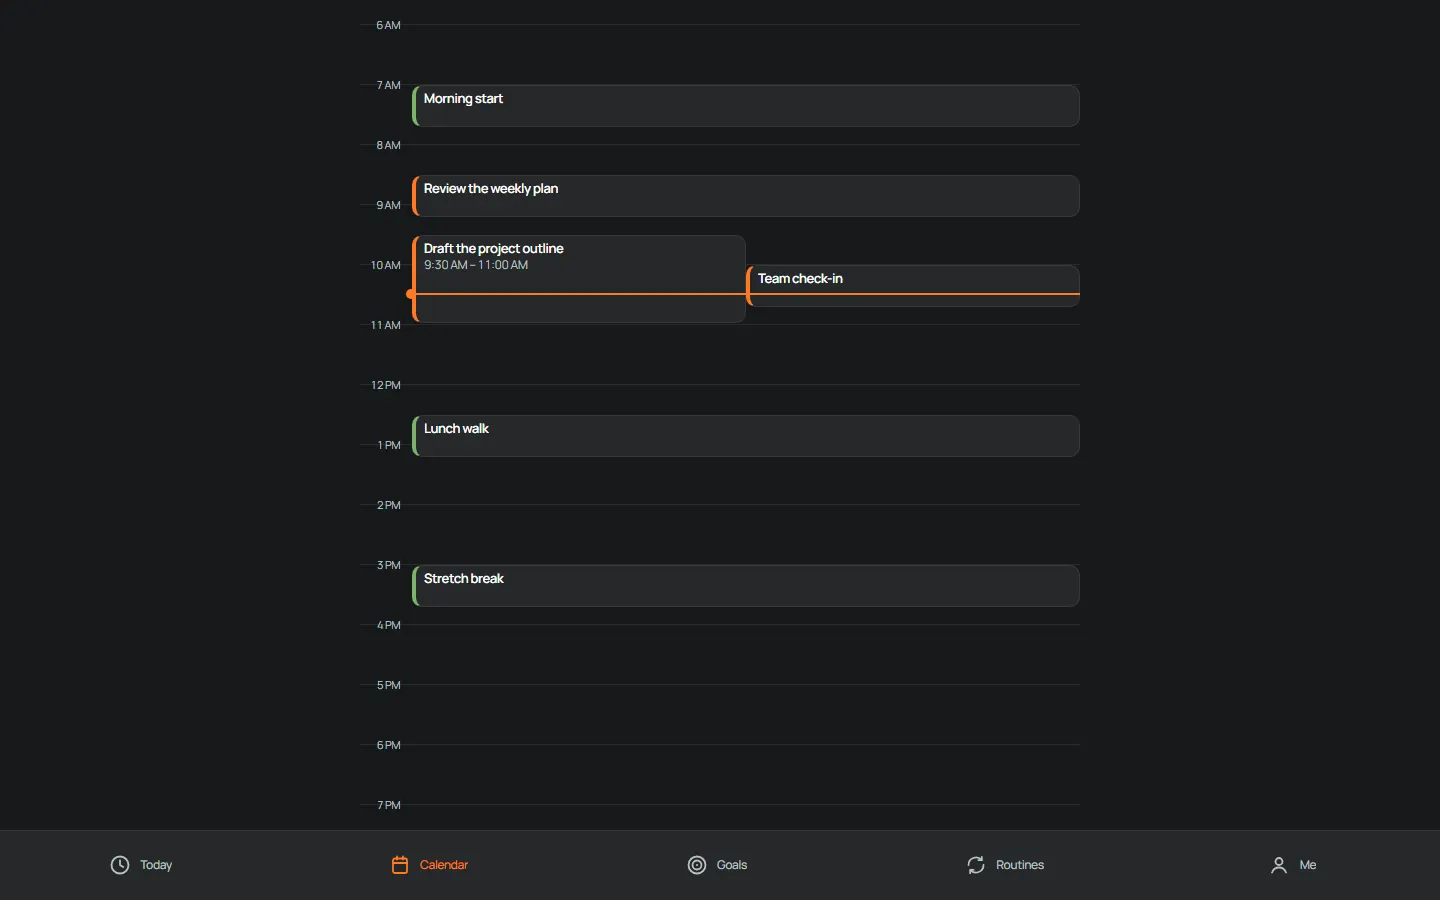 6 AM
7 AM
Morning start
8 AM
Review the weekly plan
9 AM
Draft the project outline
9:30 AM – 11:00 AM
10 AM
Team check-in
11 AM
12 PM
Lunch walk
1 PM
2 PM
3 PM
Stretch break
4 PM
5 PM
6 PM
7 PM
Today
Calendar
Goals
Routines
Me